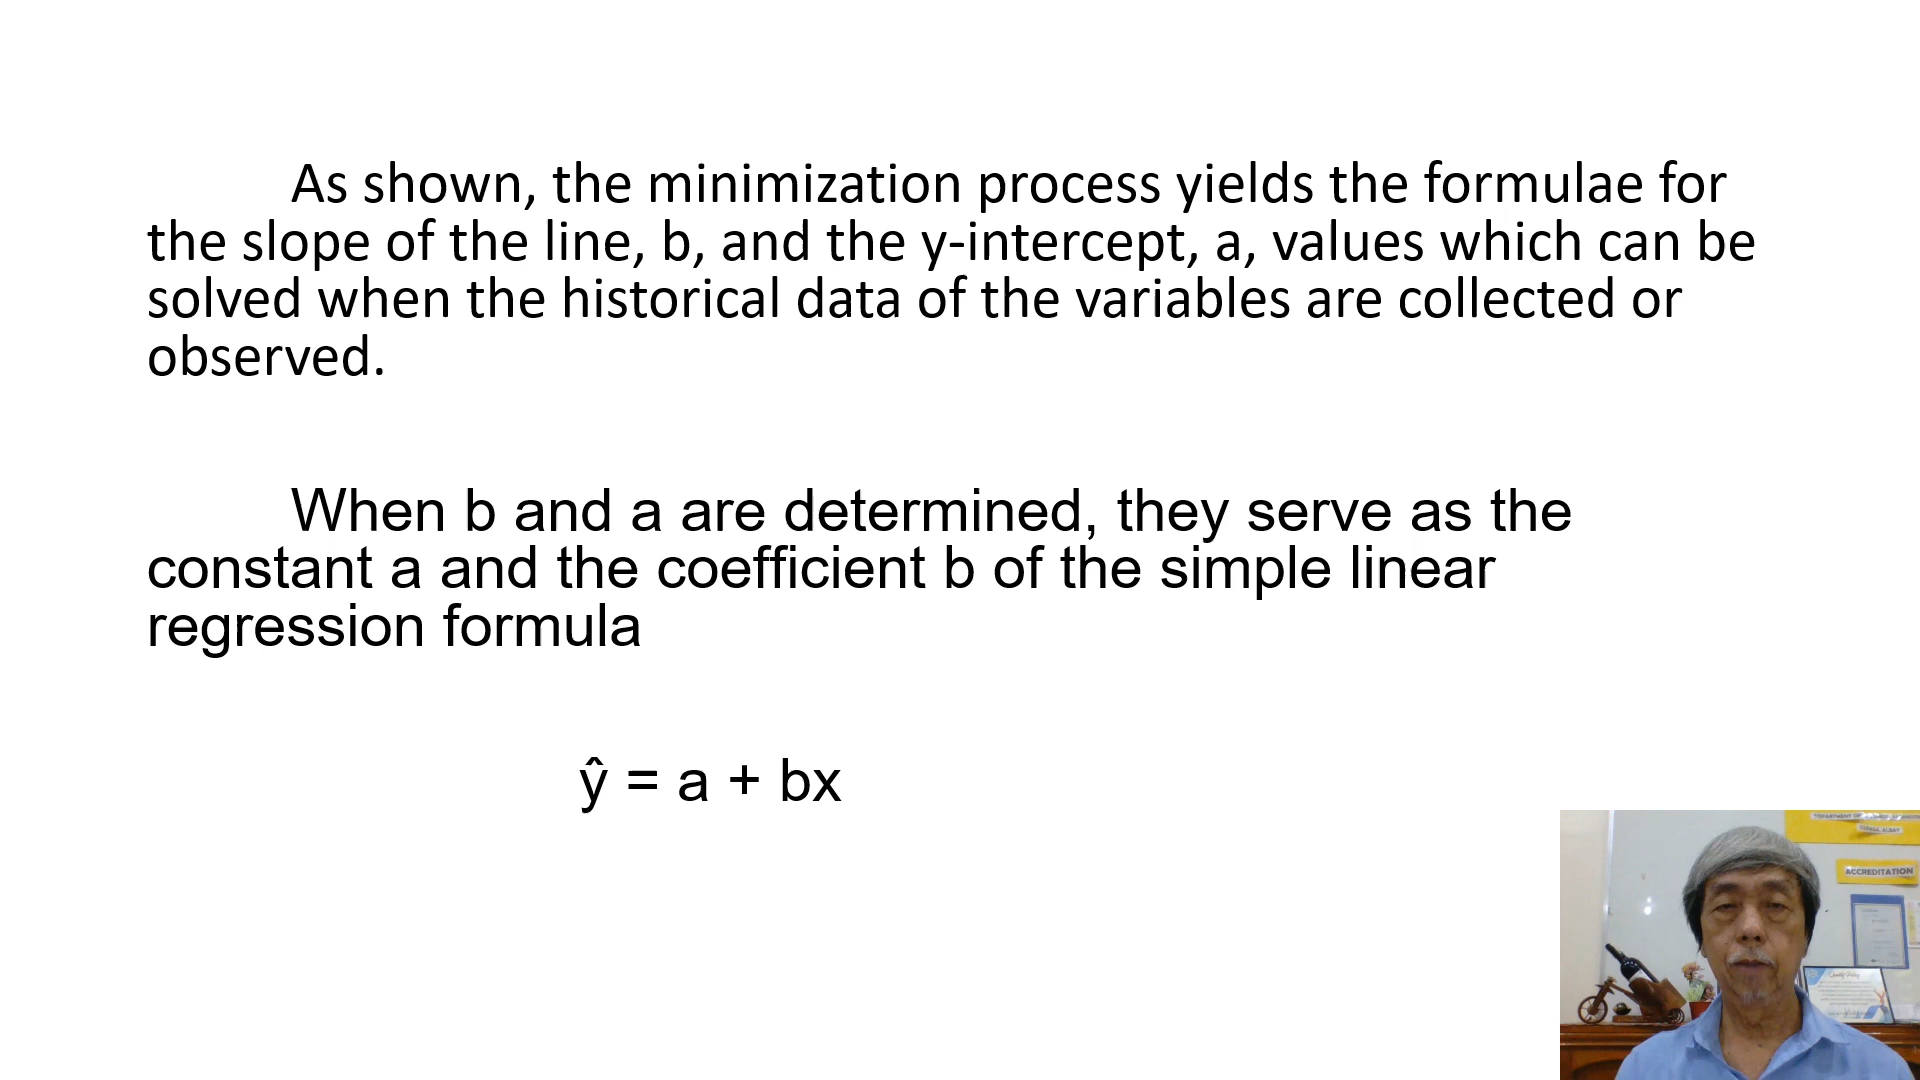 As shown, the minimization process yields the formulae for
the slope of the line, b, and the y-intercept, a, values which can be
solved when the historical data of the variables are collected or
observed.
When b and a are determined, they serve as the
constant a and the coefficient b of the simple linear
regression formula
ŷ = a + bx
ACCREDITATION